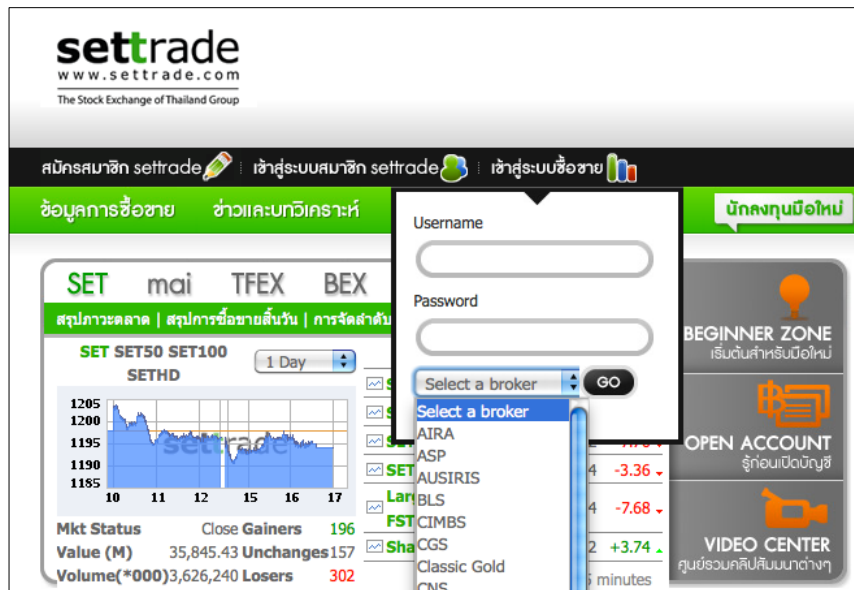 settrade
www.settrade.com
The Stock Exchange of Thailand Group
สมัครสมาชิก settrade
เข้าสู่ระบบสมาชิก settrade
เข้าสู่ระบบซื้อขาย
ข้อมูลการซื้อขาย
ข่าวและบทวิเคราะห์
นักลงทุนมือใหม่
Username
Password
Select a broker
GO
Select a broker
AIRA
ASP
AUSIRIS
BLS
CIMBS
CGS
Classic Gold
CNS
SET mai TFEX BEX
สรุปภาวะตลาด | สรุปการซื้อขายสิ้นวัน | การจัดลำดับ
SET SET50 SET100
SETHD
1 Day
1205
1200
1195
1190
1185
settrade
10 11 12 15 16 17
Mkt Status Close Gainers 196
Value (M) 35,845.43 Unchanges 157
Volume(*000) 3,626,240 Losers 302
SET 4 -3.36
FST 4 -7.68
Sha 2 +3.74
minutes
BEGINNER ZONE
เริ่มต้นสำหรับมือใหม่
OPEN ACCOUNT
รู้ก่อนเปิดบัญชี
VIDEO CENTER
ศูนย์รวมคลิปสัมมนาต่างๆ